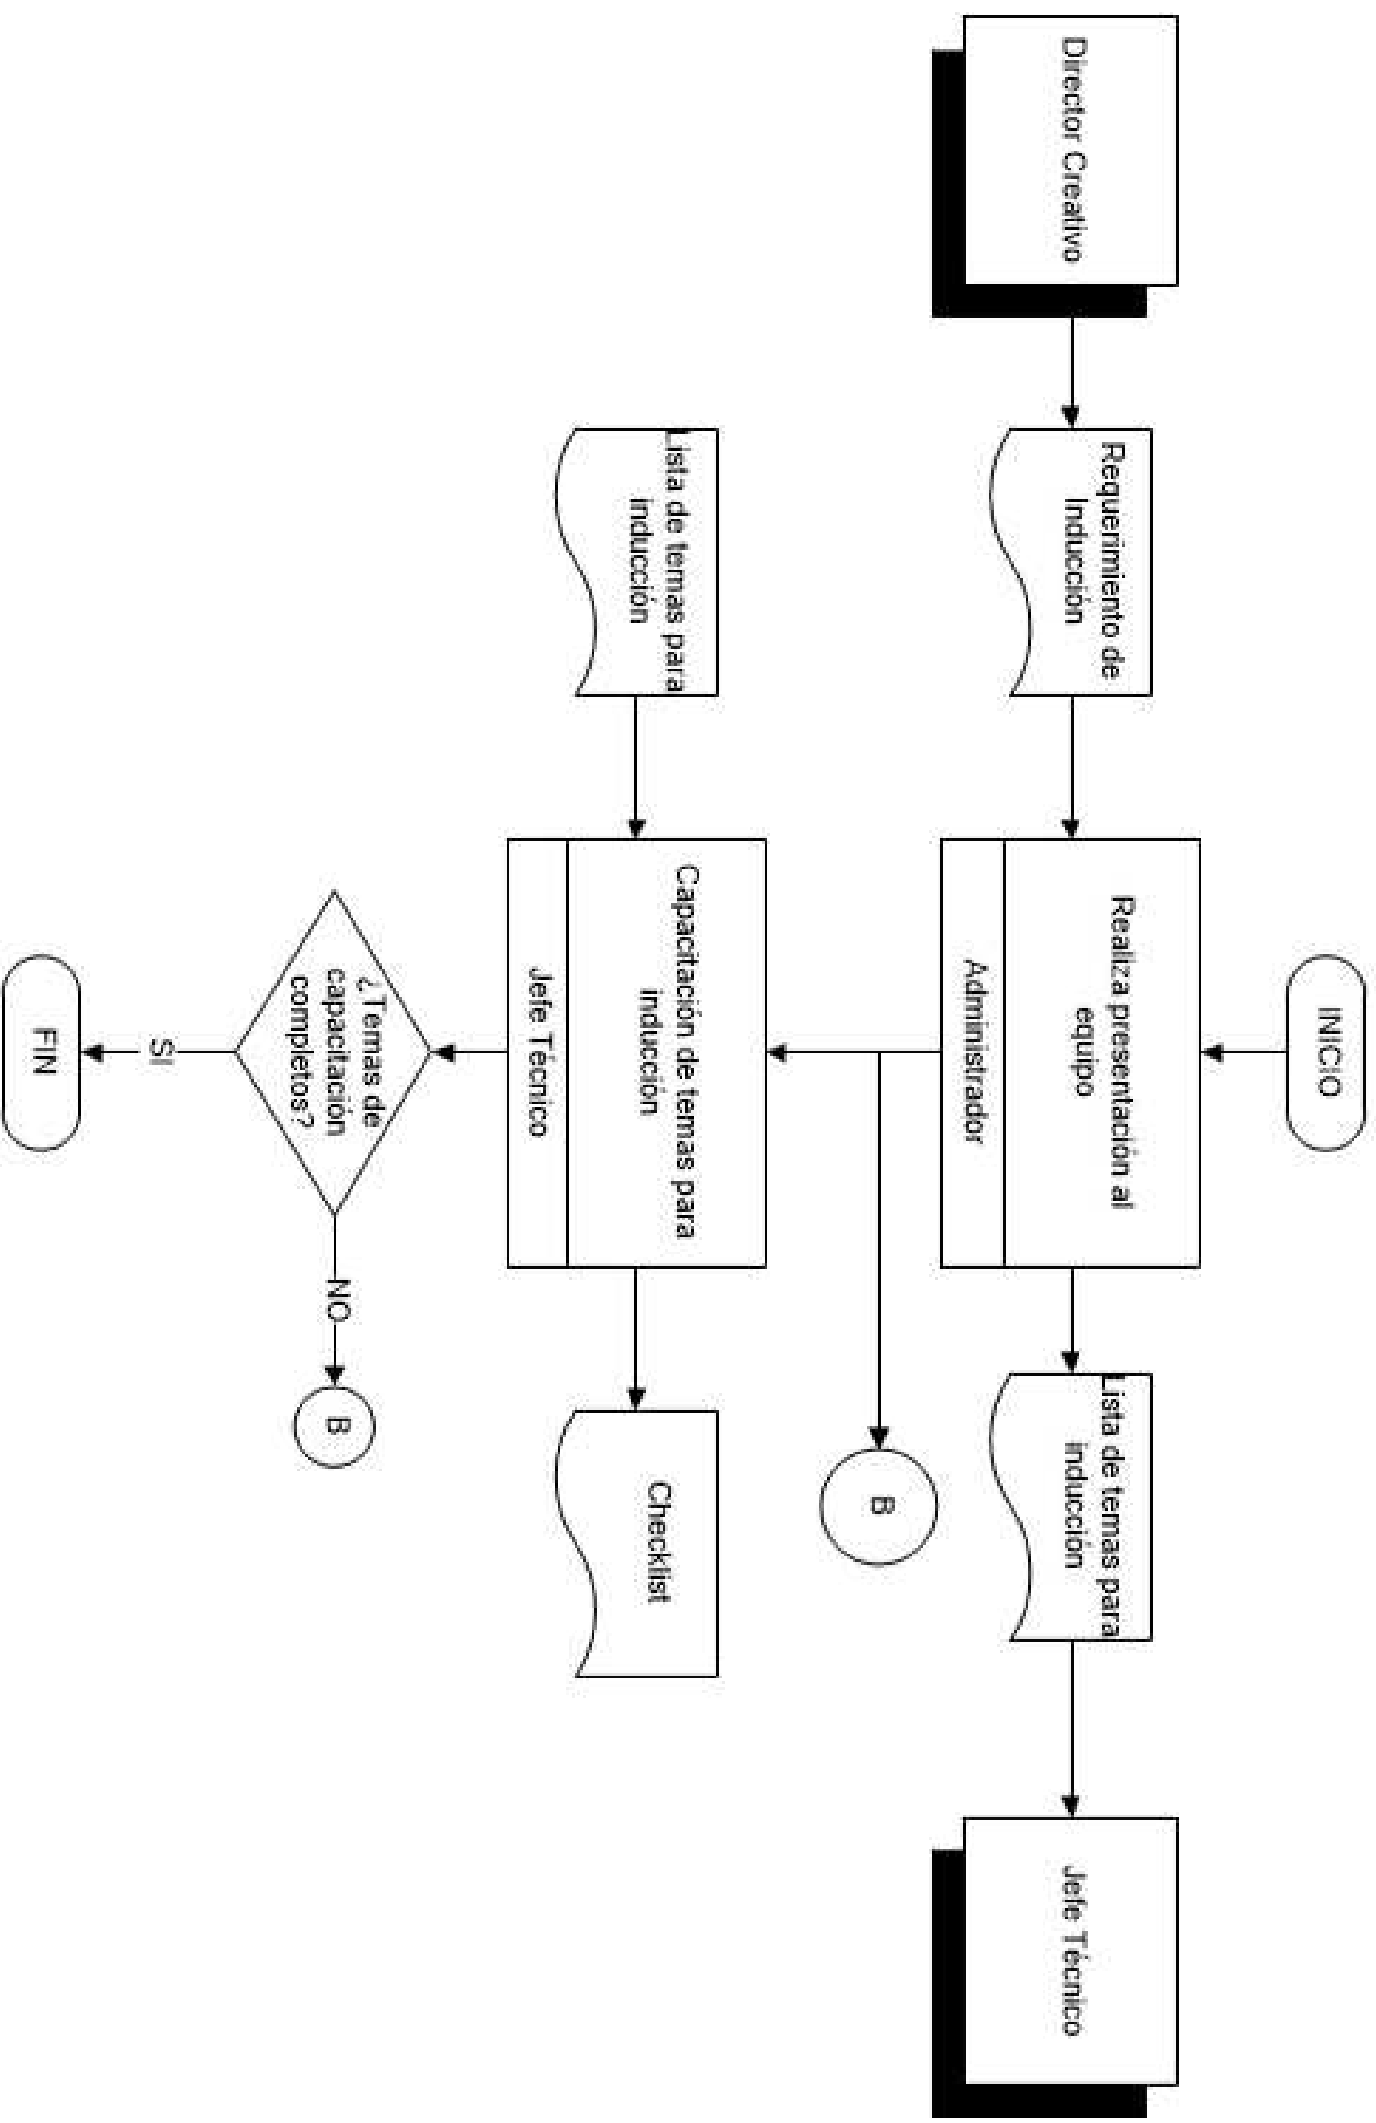 INICIO
Director Creativo
Requerimiento de
Inducción
Realiza presentación al
equipo
Administrador
Lista de temas para
inducción
Jefe Técnico
B
Lista de temas para
inducción
Capacitación de temas para
inducción
Jefe Técnico
Checklist
¿Temas de
capacitación
completos?
NO
B
SI
FIN